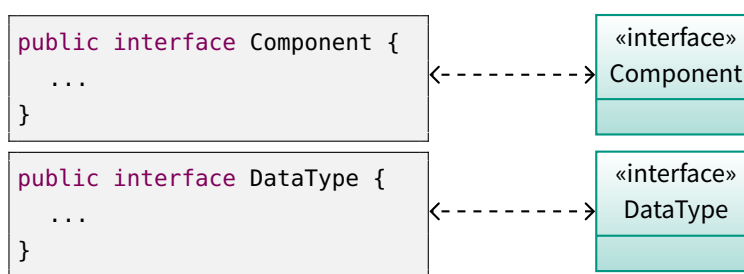 public interface Component {
...
}
«interface»
Component
public interface DataType {
...
}
«interface»
DataType